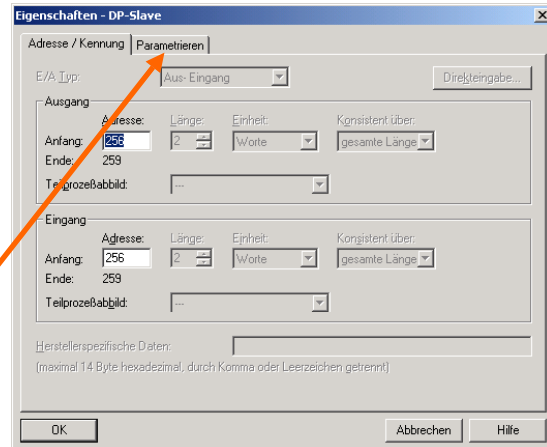 Eigenschaften - DP-Slave
Adresse / Kennung Parametrieren
E/A Typ: Aus- Eingang Direkteingabe...
Ausgang
Adresse: Länge: Einheit: Konsistent über:
Anfang: 256 2 Worte gesamte Länge
Ende: 259
Teilprozeßabbild: ---
Eingang
Adresse: Länge: Einheit: Konsistent über:
Anfang: 256 2 Worte gesamte Länge
Ende: 259
Teilprozeßabbild: ---
Herstellerspezifische Daten:
(maximal 14 Byte hexadezimal, durch Komma oder Leerzeichen getrennt)
OK Abbrechen Hilfe